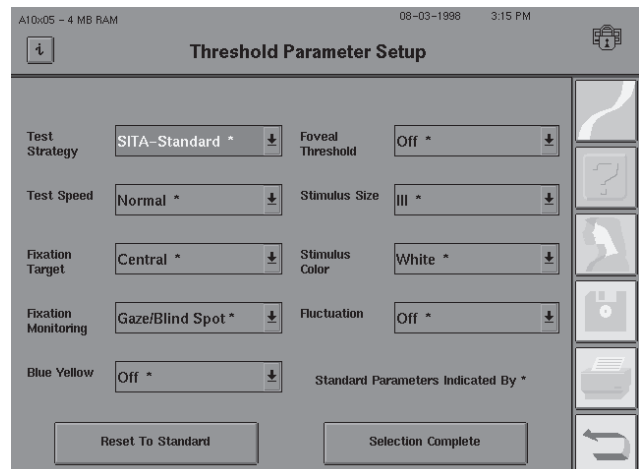 A10x05 - 4 MB RAM
08-03-1998 3:15 PM
i
Threshold Parameter Setup
Test
Strategy
SITA-Standard *
Foveal
Threshold
Off *
Test Speed
Normal *
Stimulus Size
III *
Fixation
Target
Central *
Stimulus
Color
White *
Fixation
Monitoring
Gaze/Blind Spot *
Fluctuation
Off *
Blue Yellow
Off *
Standard Parameters Indicated By *
Reset To Standard
Selection Complete
?